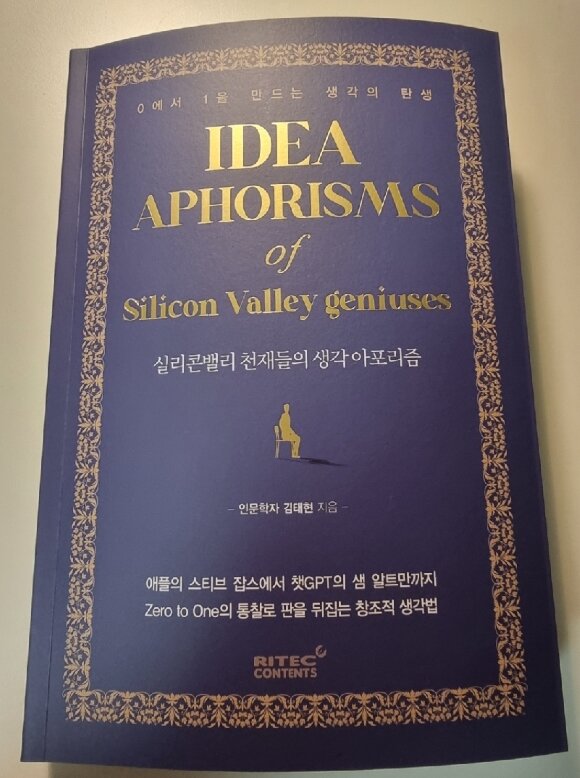 0에서 1을 만드는 생각의 탄생
IDEA
APHORISMS
of
Silicon Valley geniuses
실리콘밸리 천재들의 생각 아포리즘
- 인문학자 김태현 지음 -
애플의 스티브 잡스에서 챗GPT의 샘 알트만까지
Zero to One의 통찰로 판을 뒤집는 창조적 생각법
RITEC
CONTENTS